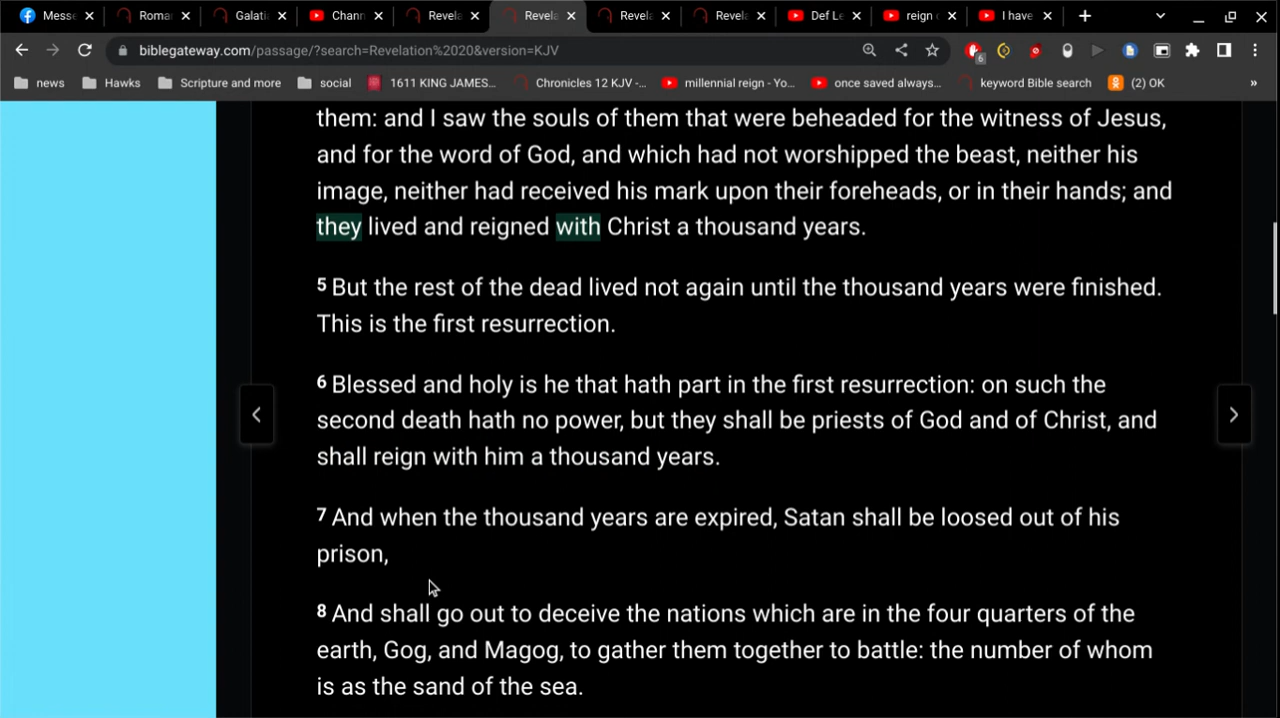 Messe
Roma
Galati
Chann
Revela
Revela
Revela
Revela
Def Le
reign o
I have
biblegateway.com/passage/?search=Revelation%2020&version=KJV
6
news
Hawks
Scripture and more
social
1611 KING JAMES...
Chronicles 12 KJV -...
millennial reign - Yo...
once saved always...
keyword Bible search
(2) OK
»
them: and I saw the souls of them that were beheaded for the witness of Jesus,
and for the word of God, and which had not worshipped the beast, neither his
image, neither had received his mark upon their foreheads, or in their hands; and
they lived and reigned with Christ a thousand years.
5 But the rest of the dead lived not again until the thousand years were finished.
This is the first resurrection.
6 Blessed and holy is he that hath part in the first resurrection: on such the
second death hath no power, but they shall be priests of God and of Christ, and
shall reign with him a thousand years.
7 And when the thousand years are expired, Satan shall be loosed out of his
prison,
8 And shall go out to deceive the nations which are in the four quarters of the
earth, Gog, and Magog, to gather them together to battle: the number of whom
is as the sand of the sea.